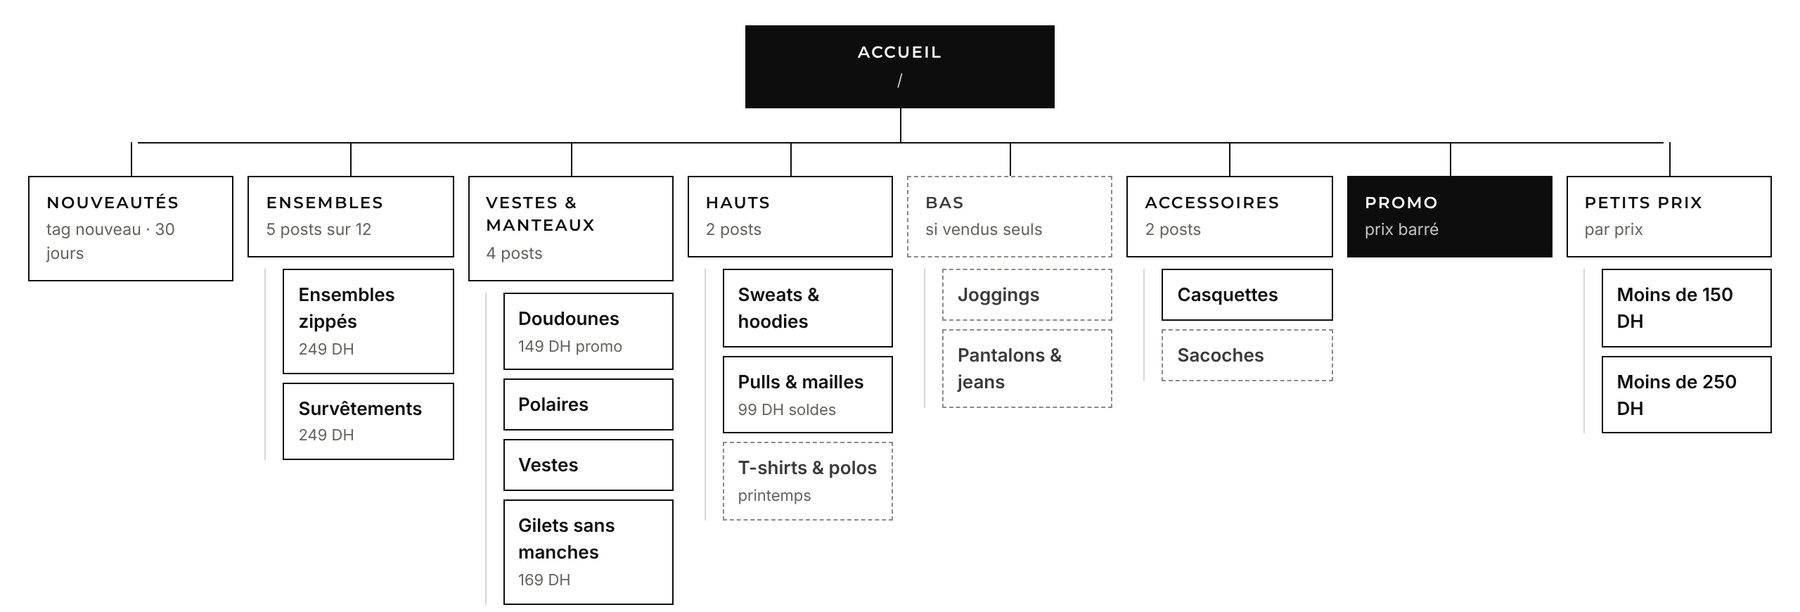 ACCUEIL
/
NOUVEAUTÉS
tag nouveau · 30
jours
ENSEMBLES
5 posts sur 12
Ensembles
zippés
249 DH
Survêtements
249 DH
VESTES &
MANTEAUX
4 posts
Doudounes
149 DH promo
Polaires
Vestes
Gilets sans
manches
169 DH
HAUTS
2 posts
Sweats &
hoodies
Pulls & mailles
99 DH soldes
T-shirts & polos
printemps
BAS
si vendus seuls
Joggings
Pantalons &
jeans
ACCESSOIRES
2 posts
Casquettes
Sacoches
PROMO
prix barré
PETITS PRIX
par prix
Moins de 150
DH
Moins de 250
DH